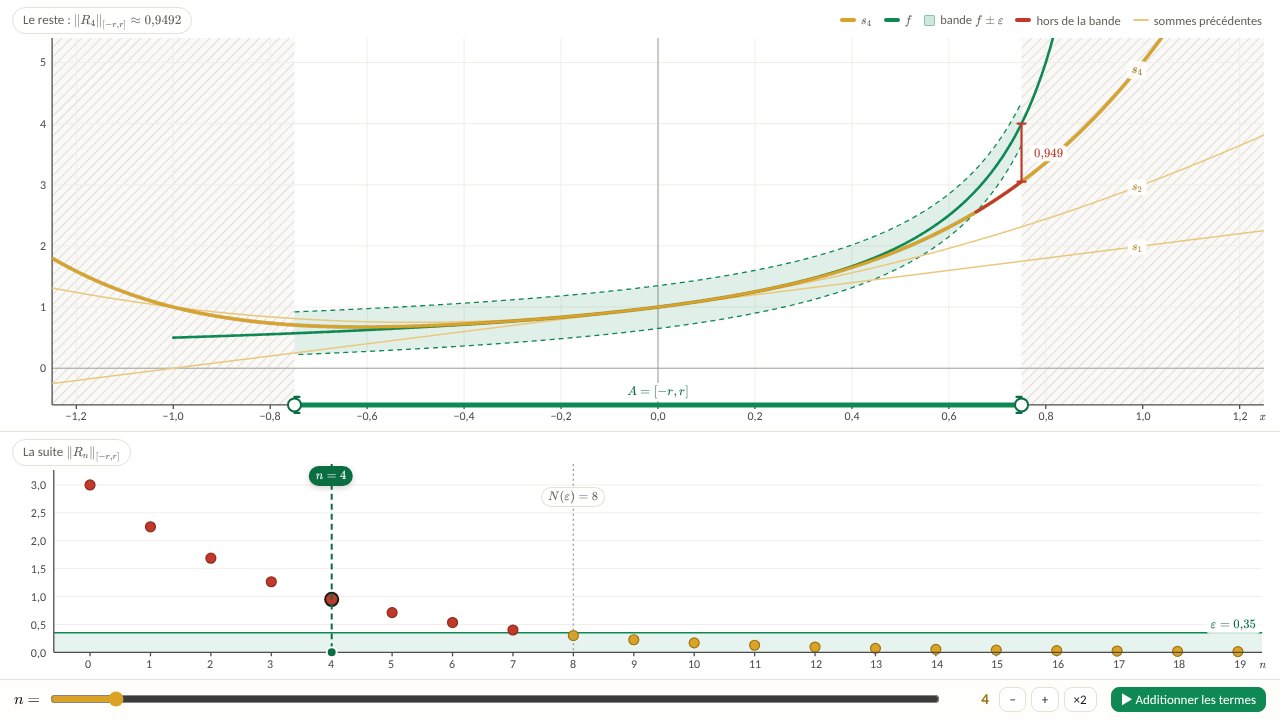 Le reste : ‖R₄‖[−r,r] ≈ 0,9492
s₄ f bande f ± ε hors de la bande sommes précédentes
5
4
3
2
1
0
s₄
0,949
s₂
s₁
A = [−r, r]
−1,2 −1,0 −0,8 −0,6 −0,4 −0,2 0,0 0,2 0,4 0,6 0,8 1,0 1,2 x
La suite ‖Rₙ‖[−r,r]
n = 4
N(ε) = 8
3,0
2,5
2,0
1,5
1,0
0,5
0,0
ε = 0,35
0 1 2 3 4 5 6 7 8 9 10 11 12 13 14 15 16 17 18 19 n
n = 4 − + ×2 ▶ Additionner les termes